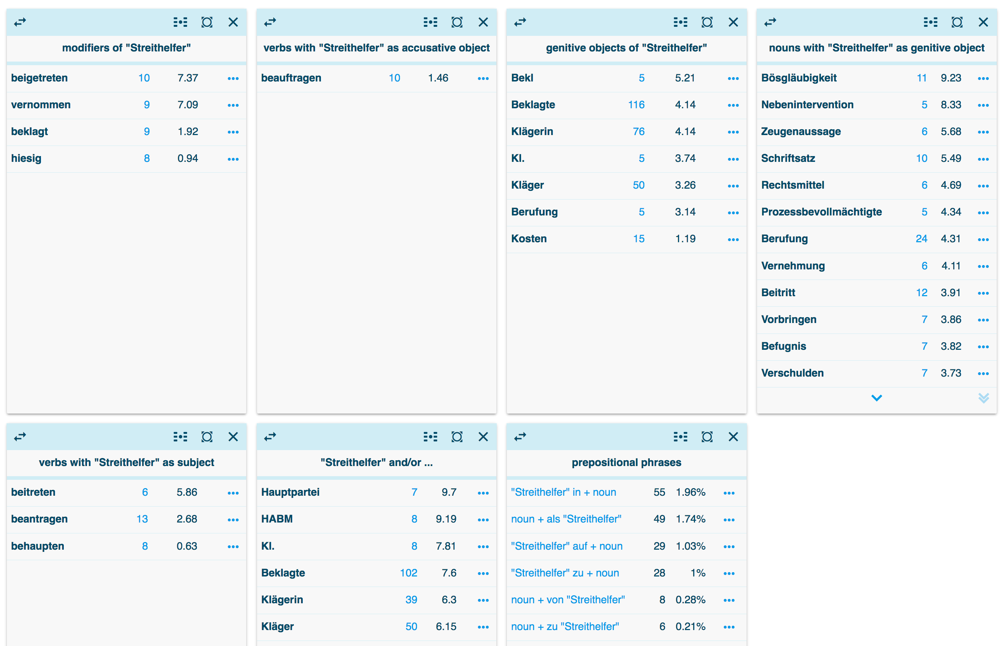 modifiers of "Streithelfer"
beigetreten 10 7.37
vernommen 9 7.09
beklagt 9 1.92
hiesig 8 0.94
verbs with "Streithelfer" as accusative object
beauftragen 10 1.46
genitive objects of "Streithelfer"
Bekl 5 5.21
Beklagte 116 4.14
Klägerin 76 4.14
Kl. 5 3.74
Kläger 50 3.26
Berufung 5 3.14
Kosten 15 1.19
nouns with "Streithelfer" as genitive object
Bösgläubigkeit 11 9.23
Nebenintervention 5 8.33
Zeugenaussage 6 5.68
Schriftsatz 10 5.49
Rechtsmittel 6 4.69
Prozessbevollmächtigte 5 4.34
Berufung 24 4.31
Vernehmung 6 4.11
Beitritt 12 3.91
Vorbringen 7 3.86
Befugnis 7 3.82
Verschulden 7 3.73
verbs with "Streithelfer" as subject
beitreten 6 5.86
beantragen 13 2.68
behaupten 8 0.63
"Streithelfer" and/or ...
Hauptpartei 7 9.7
HABM 8 9.19
Kl. 8 7.81
Beklagte 102 7.6
Klägerin 39 6.3
Kläger 50 6.15
prepositional phrases
"Streithelfer" in + noun 55 1.96%
noun + als "Streithelfer" 49 1.74%
"Streithelfer" auf + noun 29 1.03%
"Streithelfer" zu + noun 28 1%
noun + von "Streithelfer" 8 0.28%
noun + zu "Streithelfer" 6 0.21%